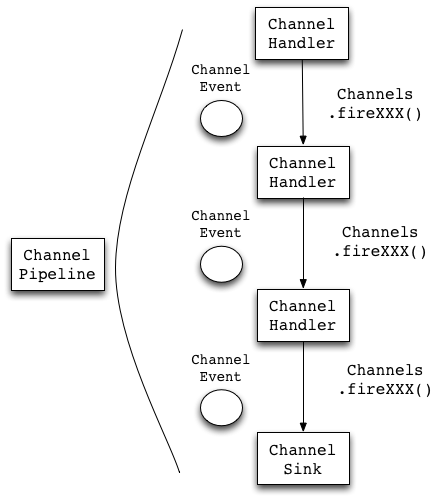 Channel
Handler
Channel
Event
Channels
.fireXXX()
Channel
Handler
Channel
Event
Channels
.fireXXX()
Channel
Pipeline
Channel
Handler
Channel
Event
Channels
.fireXXX()
Channel
Sink